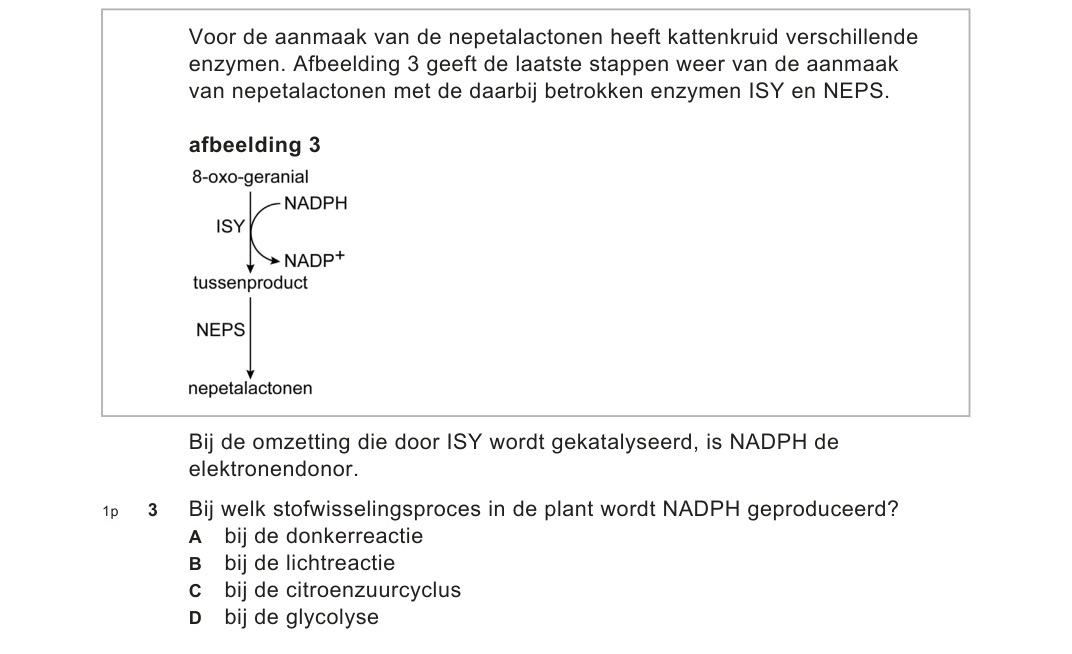 Voor de aanmaak van de nepetalactonen heeft kattenkruid verschillende
enzymen. Afbeelding 3 geeft de laatste stappen weer van de aanmaak
van nepetalactonen met de daarbij betrokken enzymen ISY en NEPS.
afbeelding 3
8-oxo-geranial
NADPH
ISY
NADP+
tussenproduct
NEPS
nepetalactonen
Bij de omzetting die door ISY wordt gekatalyseerd, is NADPH de
elektronendonor.
1p 3 Bij welk stofwisselingsproces in de plant wordt NADPH geproduceerd?
A bij de donkerreactie
B bij de lichtreactie
C bij de citroenzuurcyclus
D bij de glycolyse